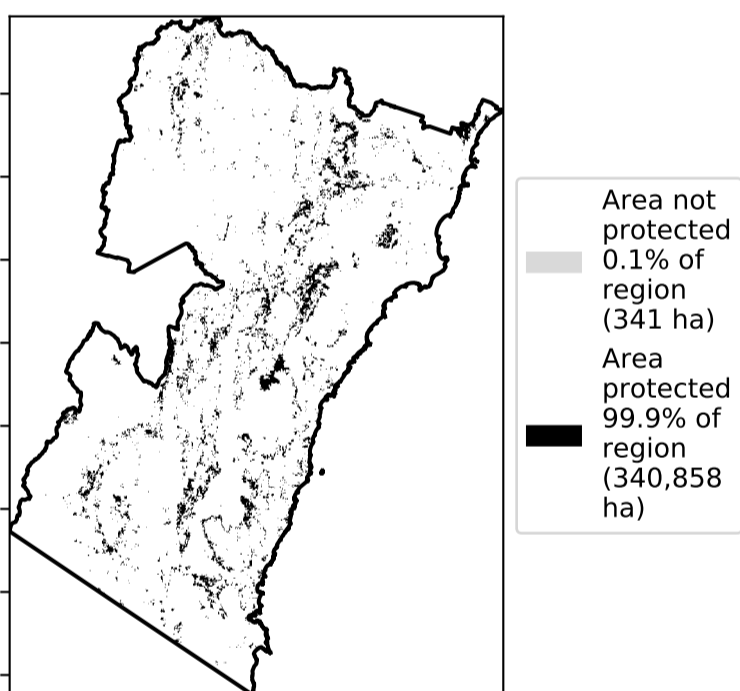 Area not
protected
0.1% of
region
(341 ha)
Area
protected
99.9% of
region
(340,858
ha)